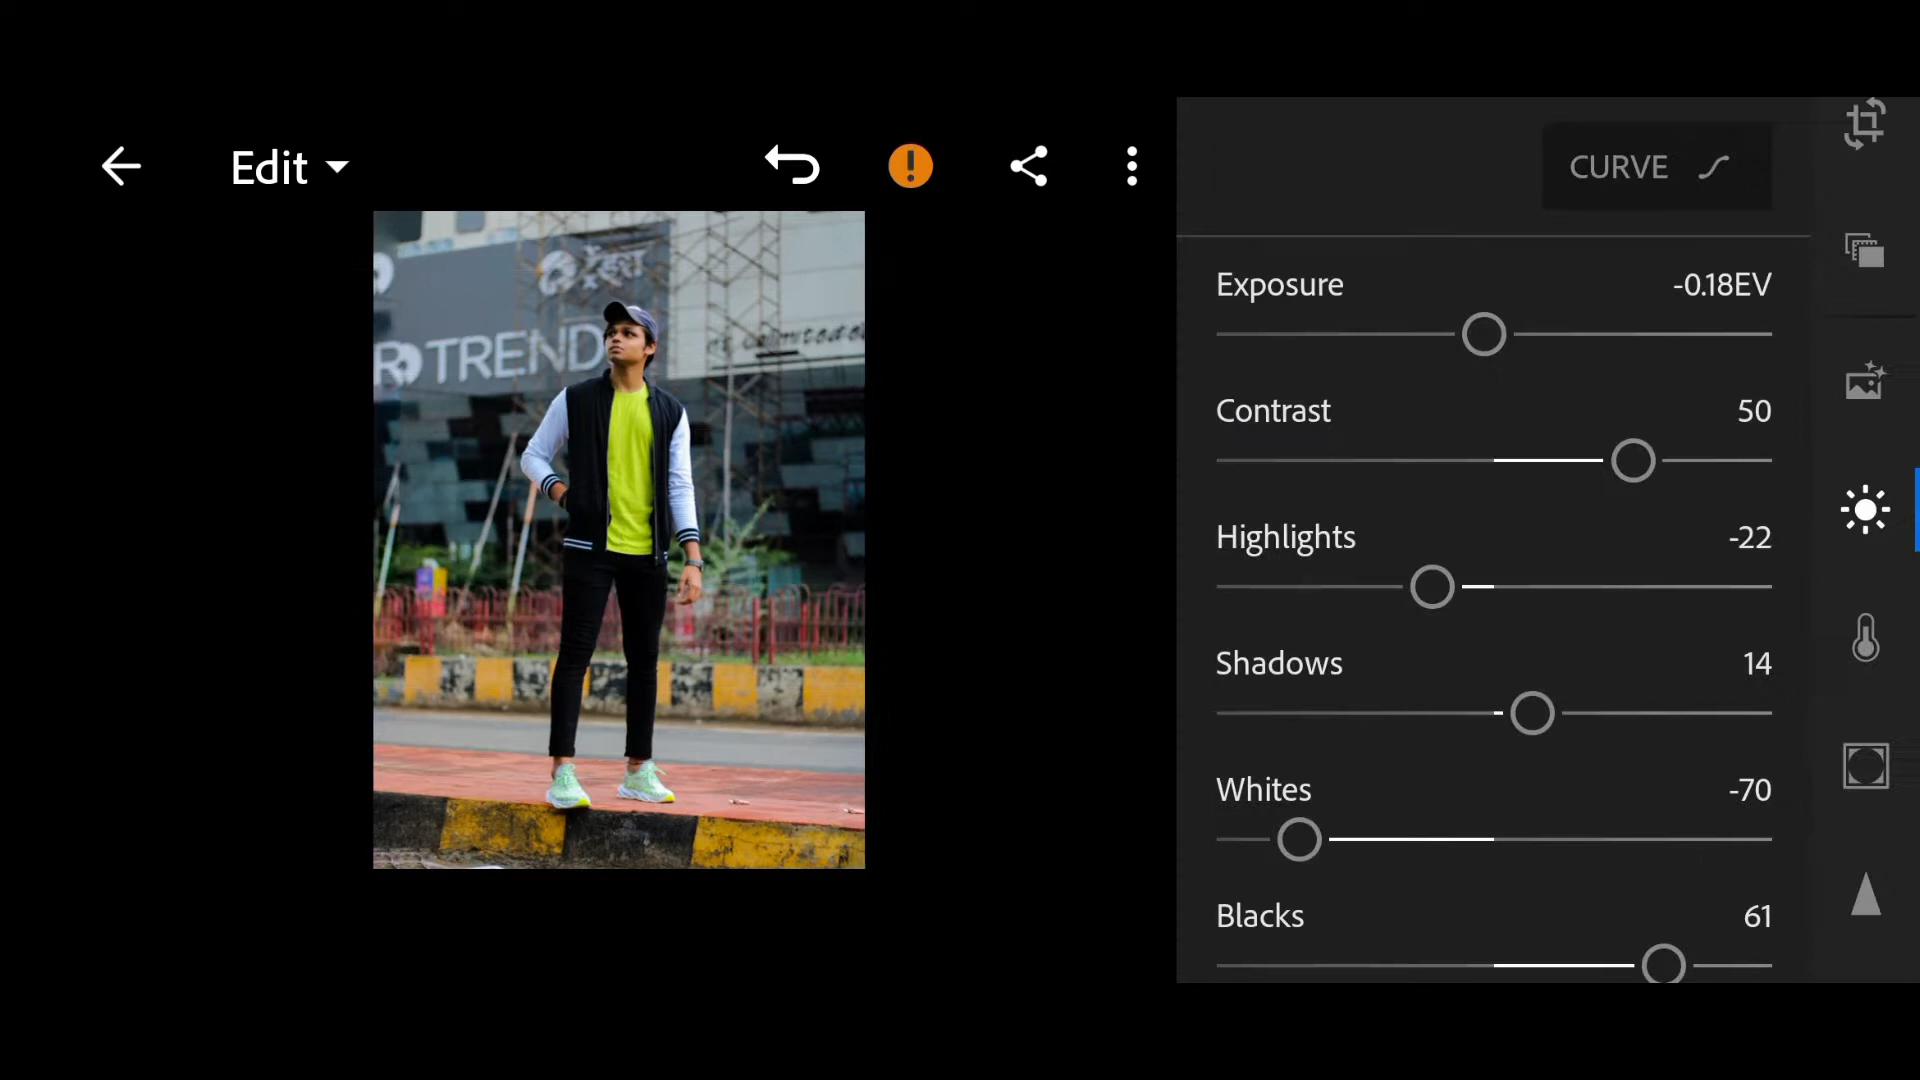 Edit
CURVE
Exposure -0.18EV
Contrast 50
Highlights -22
Shadows 14
Whites -70
Blacks 61
TREND